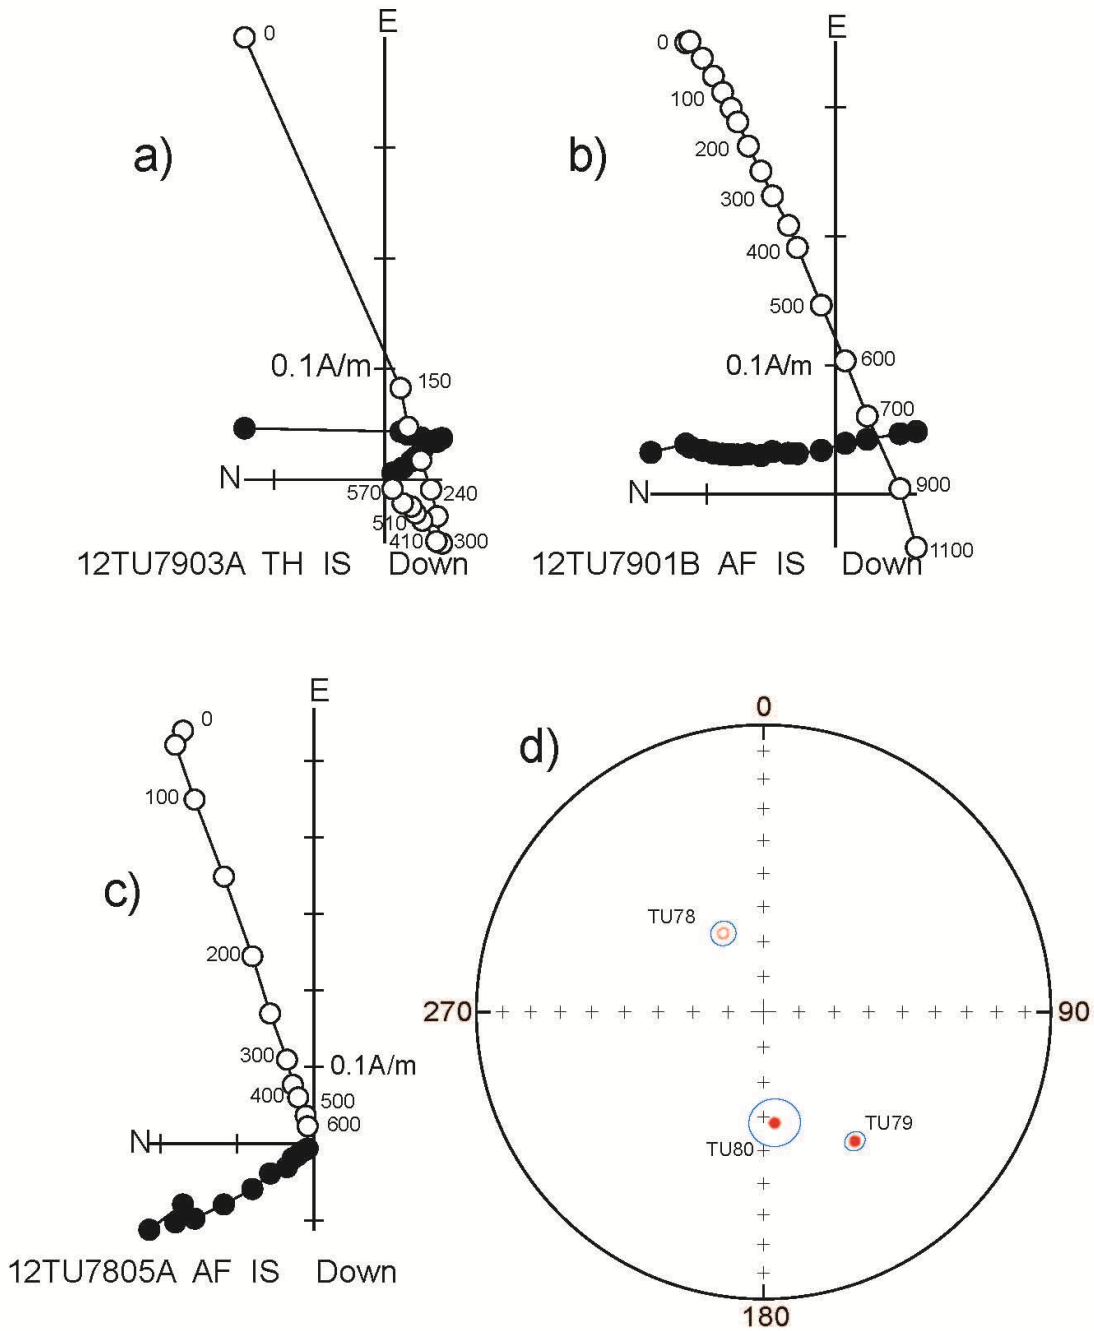 a)
E
0
0.1A/m
150
N
570
240
510
410
300
12TU7903A TH IS Down
b)
E
0
100
200
300
400
500
0.1A/m
600
700
N
900
1100
12TU7901B AF IS Down
c)
E
0
100
200
300
0.1A/m
400
500
600
N
12TU7805A AF IS Down
d)
0
TU78
270
90
TU79
TU80
180